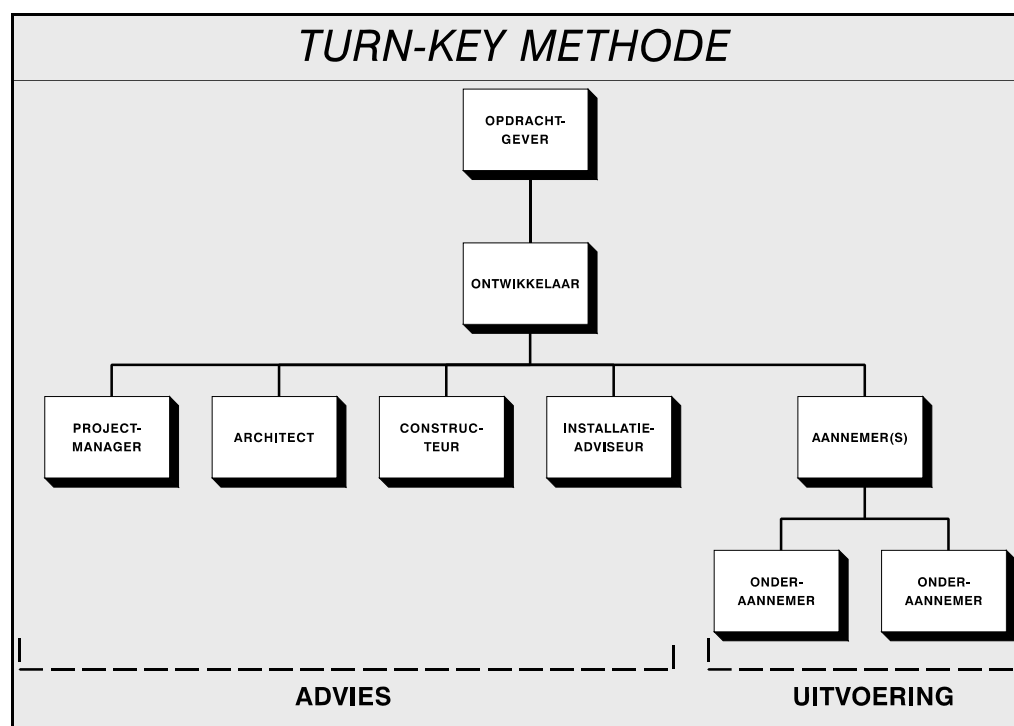 TURN-KEY METHODE
OPDRACHT-
GEVER
ONTWIKKELAAR
PROJECT-
MANAGER
ARCHITECT
CONSTRUC-
TEUR
INSTALLATIE-
ADVISEUR
AANNEMER(S)
ONDER-
AANNEMER
ONDER-
AANNEMER
ADVIES
UITVOERING